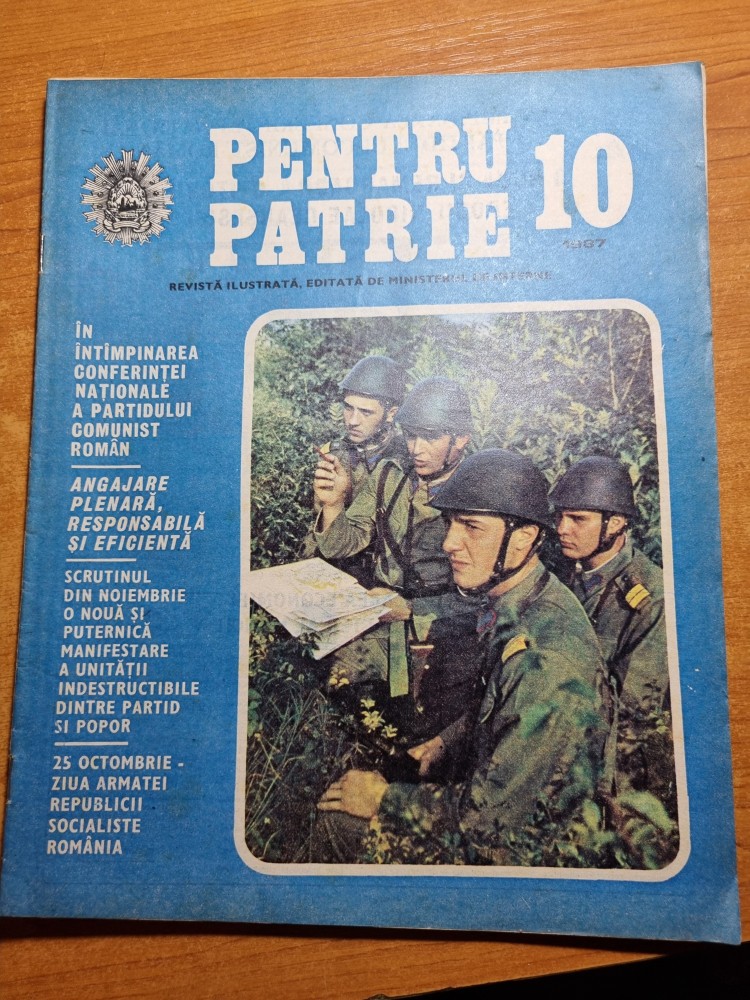 PENTRU
PATRIE
10
1987
REVISTĂ ILUSTRATĂ, EDITATĂ DE MINISTERUL DE INTERNE
ÎN
ÎNTÎMPINAREA
CONFERINȚEI
NAȚIONALE
A PARTIDULUI
COMUNIST
ROMÂN
ANGAJARE
PLENARĂ,
RESPONSABILĂ
ȘI EFICIENTĂ
SCRUTINUL
DIN NOIEMBRIE
O NOUĂ ȘI
PUTERNICĂ
MANIFESTARE
A UNITĂȚII
INDESTRUCTIBILE
DINTRE PARTID
ȘI POPOR
25 OCTOMBRIE -
ZIUA ARMATEI
REPUBLICII
SOCIALISTE
ROMÂNIA